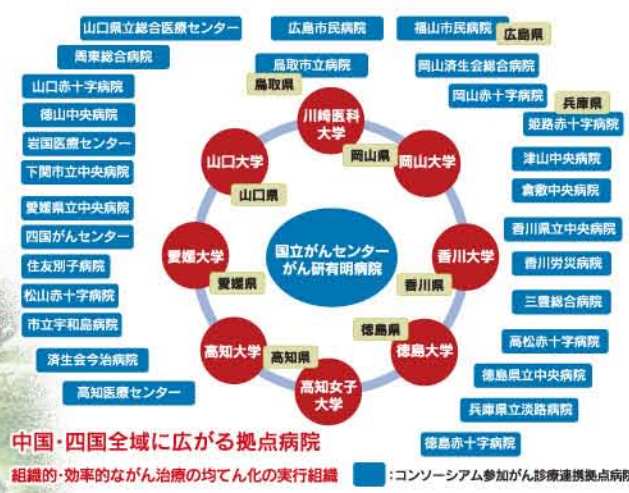 山口県立総合医療センター
広島市民病院
福山市民病院
広島県
周東総合病院
鳥取市立病院
岡山済生会総合病院
鳥取県
山口赤十字病院
岡山赤十字病院
兵庫県
徳山中央病院
川崎医科
大学
姫路赤十字病院
岩国医療センター
山口大学
岡山県
岡山大学
津山中央病院
下関市立中央病院
山口県
倉敷中央病院
愛媛県立中央病院
香川県立中央病院
四国がんセンター
国立がんセンター
がん研有明病院
愛媛大学
香川大学
住友別子病院
愛媛県
香川県
香川労災病院
松山赤十字病院
三豊総合病院
市立宇和島病院
徳島県
高松赤十字病院
済生会今治病院
高知大学
高知県
徳島大学
徳島県立中央病院
高知医療センター
高知女子
大学
兵庫県立淡路病院
中国・四国全域に広がる拠点病院
徳島赤十字病院
組織的・効率的ながん治療の均てん化の実行組織
:コンソーシアム参加がん診療連携拠点病院